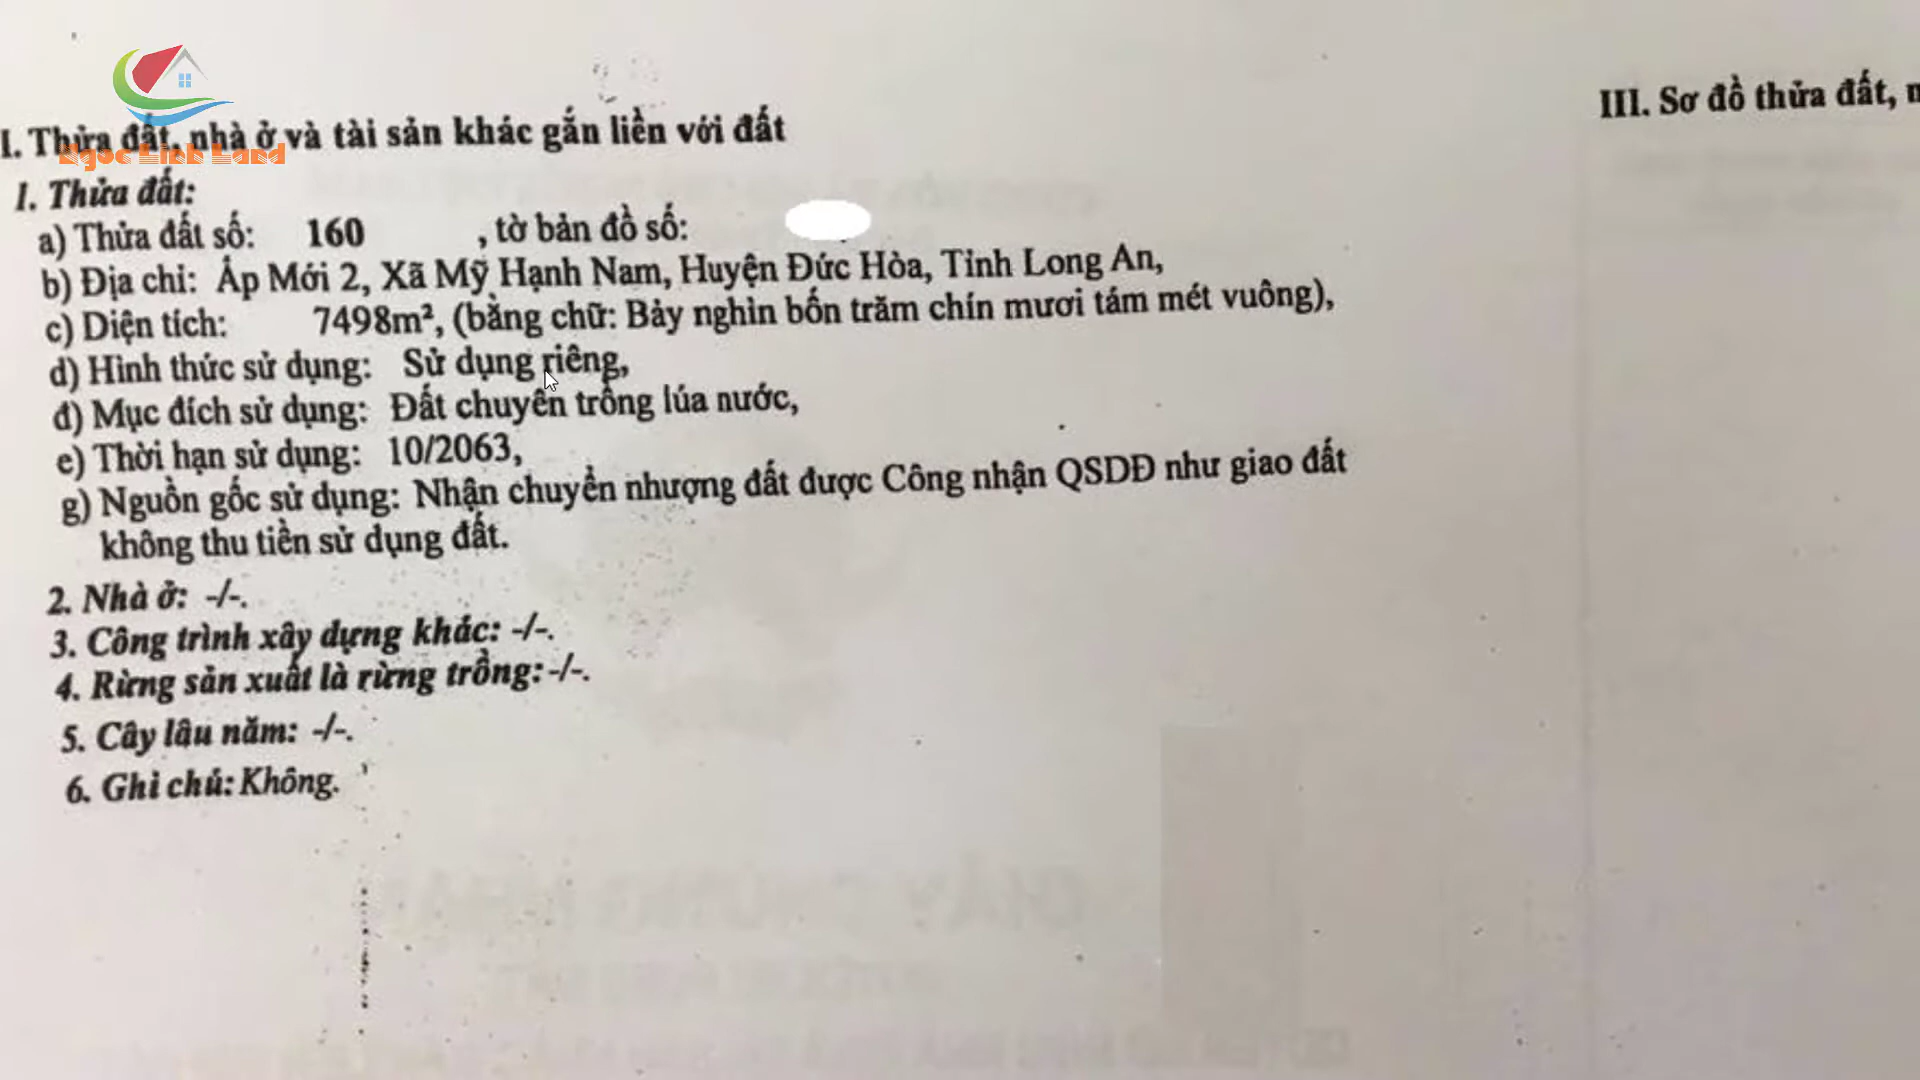 I. Thửa đất, nhà ở và tài sản khác gắn liền với đất
Ngọc Linh Land
1. Thửa đất:
a) Thửa đất số: 160 , tờ bản đồ số:
b) Địa chỉ: Ấp Mới 2, Xã Mỹ Hạnh Nam, Huyện Đức Hòa, Tỉnh Long An,
c) Diện tích: 7498m², (bằng chữ: Bảy nghìn bốn trăm chín mươi tám mét vuông),
d) Hình thức sử dụng: Sử dụng riêng,
đ) Mục đích sử dụng: Đất chuyên trồng lúa nước,
e) Thời hạn sử dụng: 10/2063,
g) Nguồn gốc sử dụng: Nhận chuyển nhượng đất được Công nhận QSDĐ như giao đất
không thu tiền sử dụng đất.
2. Nhà ở: -/-.
3. Công trình xây dựng khác: -/-.
4. Rừng sản xuất là rừng trồng: -/-.
5. Cây lâu năm: -/-.
6. Ghi chú: Không.
III. Sơ đồ thửa đất,